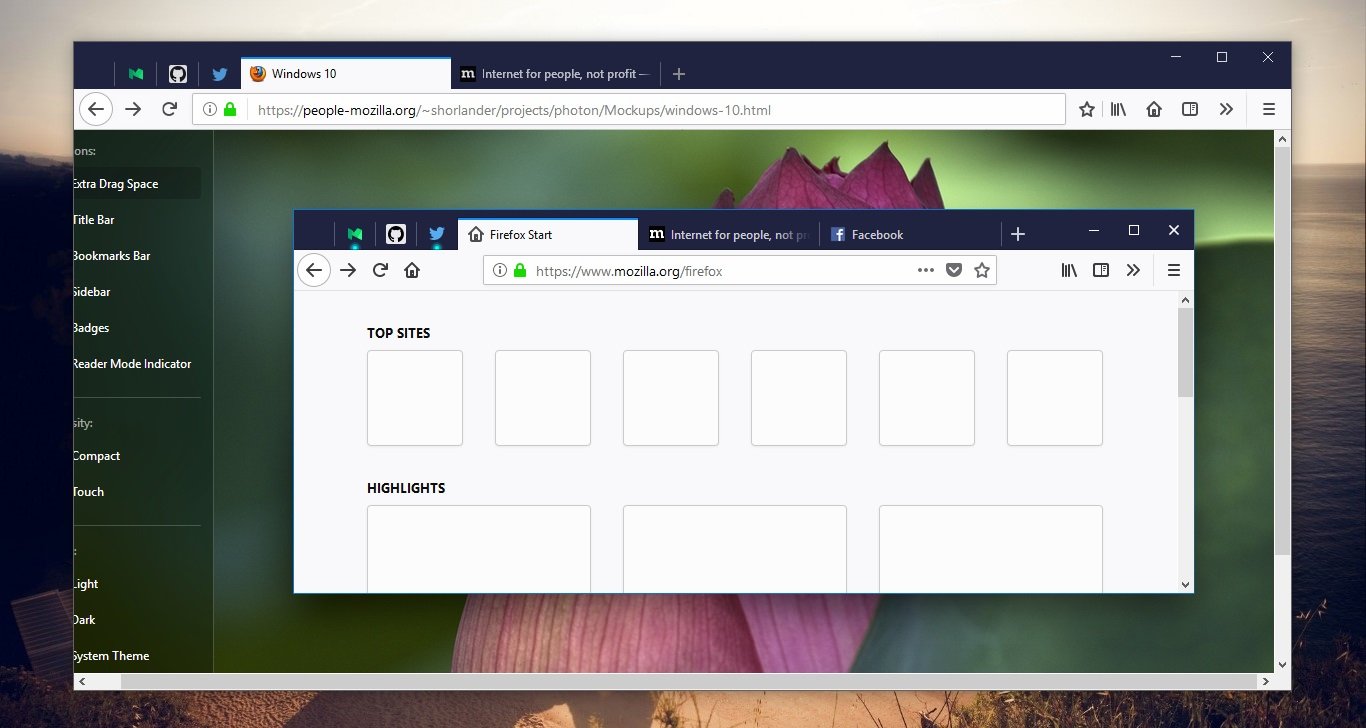 Windows 10
m Internet for people, not profit —
https://people-mozilla.org/~shorlander/projects/photon/Mockups/windows-10.html
ons:
Extra Drag Space
Title Bar
Bookmarks Bar
Sidebar
Badges
Reader Mode Indicator
sity:
Compact
Touch
:
Light
Dark
System Theme
Firefox Start
m Internet for people, not pr
f Facebook
https://www.mozilla.org/firefox
TOP SITES
HIGHLIGHTS